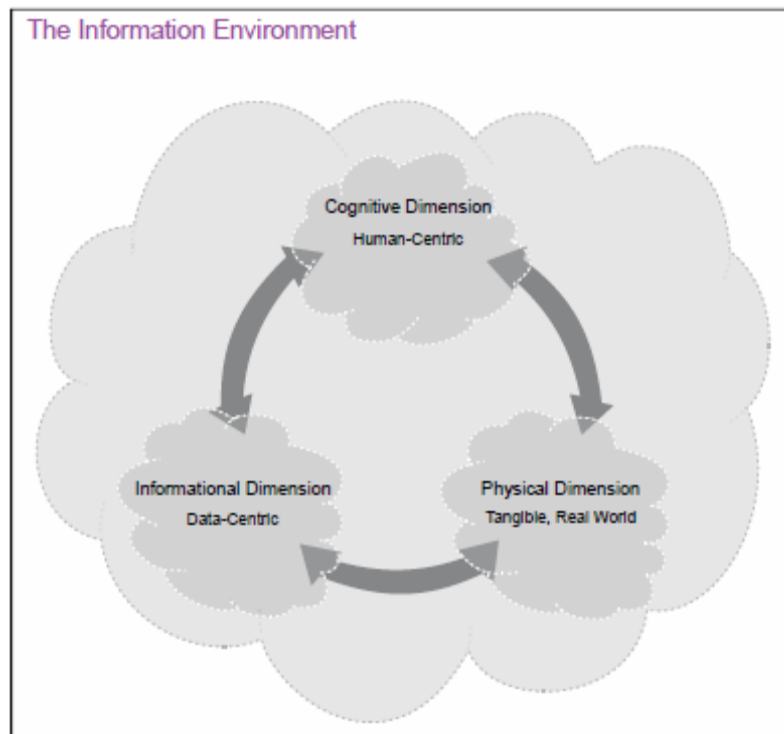 The Information Environment
Cognitive Dimension
Human-Centric
Informational Dimension
Data-Centric
Physical Dimension
Tangible, Real World